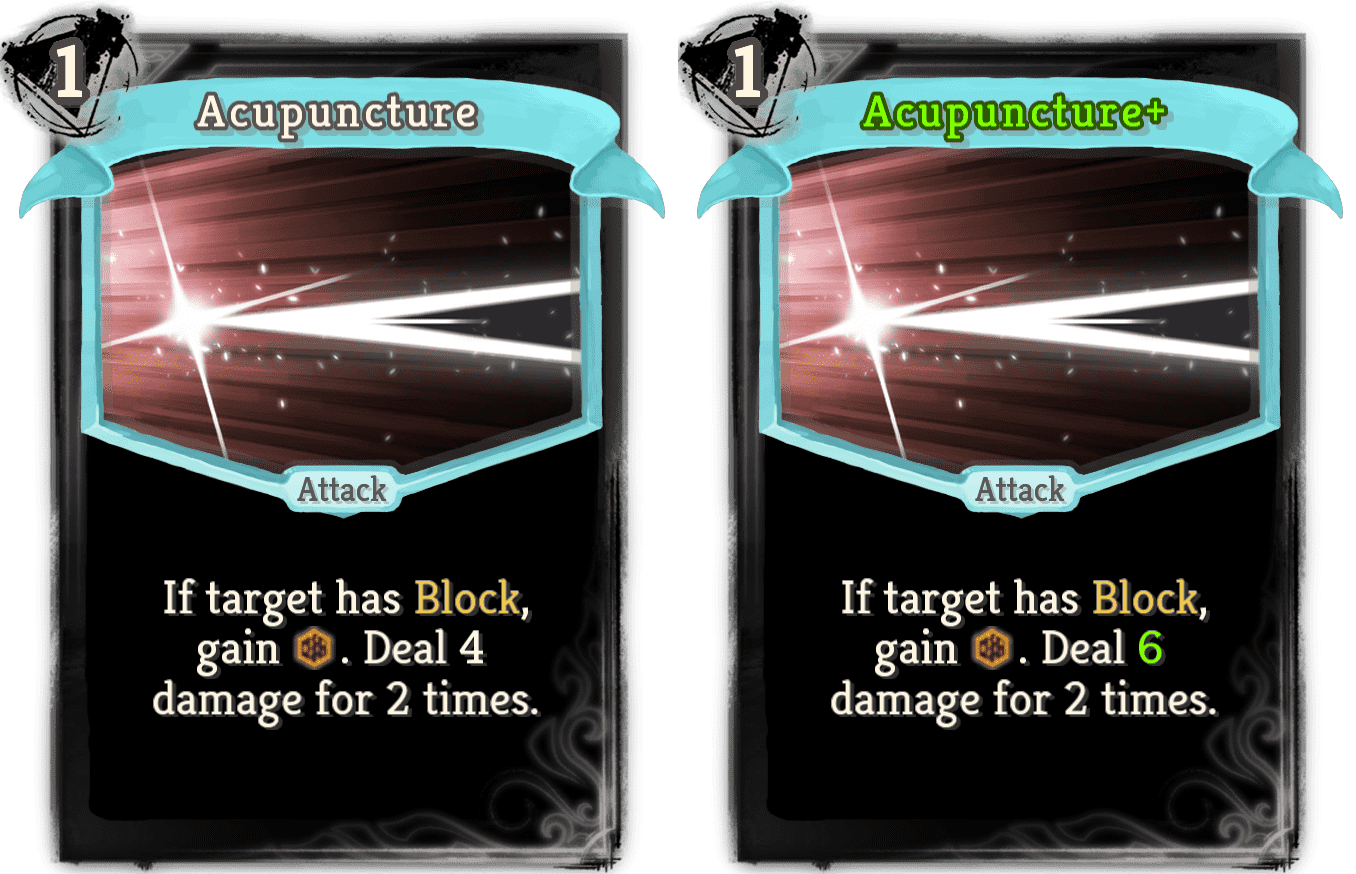 1
Acupuncture
Attack
If target has Block,
gain . Deal 4
damage for 2 times.
1
Acupuncture+
Attack
If target has Block,
gain . Deal 6
damage for 2 times.